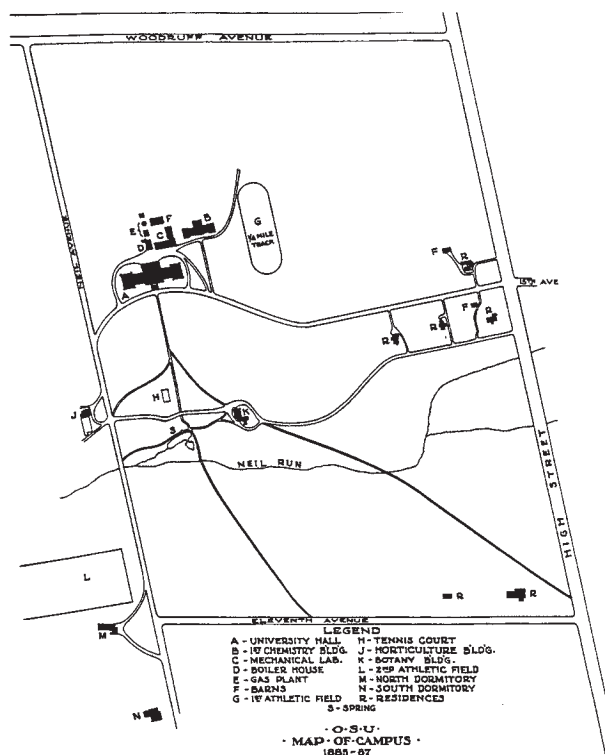 WOODRUFF AVENUE
NEIL AVENUE
E
F
B
C
D
A
G
¼ MILE
TRACK
F
R
15TH AVE
F
R
R
R
H
J
K
S
NEIL RUN
HIGH STREET
L
R
R
M
N
ELEVENTH AVENUE
LEGEND
A - UNIVERSITY HALL H - TENNIS COURT
B - 1ST CHEMISTRY BLDG. J - HORTICULTURE BLDG.
C - MECHANICAL LAB. K - BOTANY BLDG.
D - BOILER HOUSE L - 2ND ATHLETIC FIELD
E - GAS PLANT M - NORTH DORMITORY
F - BARNS N - SOUTH DORMITORY
G - 1ST ATHLETIC FIELD R - RESIDENCES
S - SPRING
·O·S·U·
·MAP·OF·CAMPUS·
1885-87